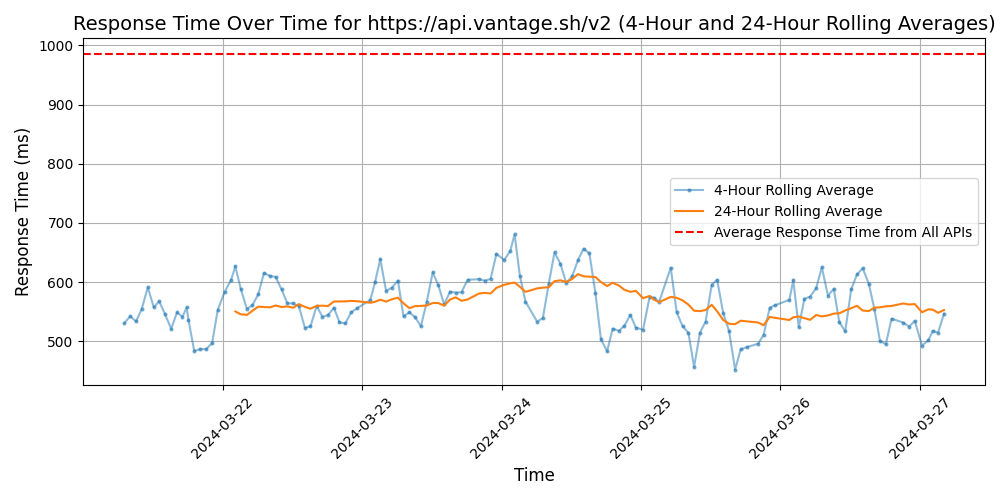 Response Time Over Time for https://api.vantage.sh/v2 (4-Hour and 24-Hour Rolling Averages)
1000
900
800
700
600
500
Response Time (ms)
4-Hour Rolling Average
24-Hour Rolling Average
Average Response Time from All APIs
2024-03-22
2024-03-23
2024-03-24
2024-03-25
2024-03-26
2024-03-27
Time